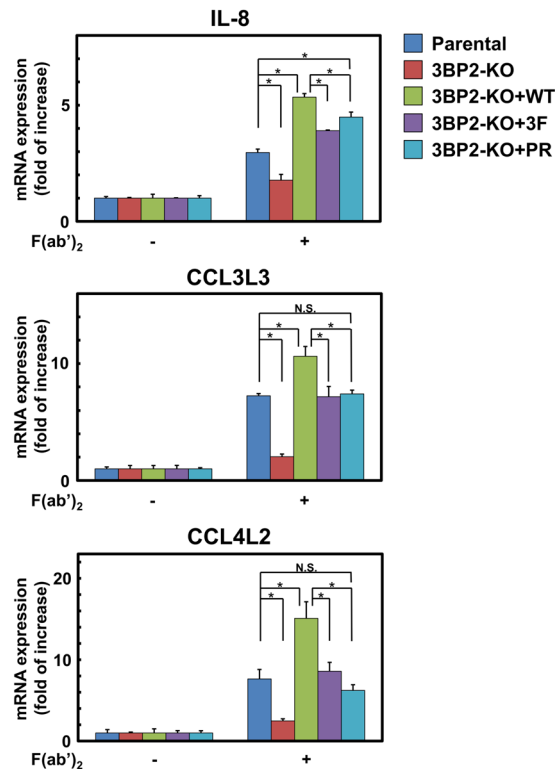 IL-8
mRNA expression
(fold of increase)
5
0
*
*
*
*
*
F(ab')2
-
+
Parental
3BP2-KO
3BP2-KO+WT
3BP2-KO+3F
3BP2-KO+PR
CCL3L3
mRNA expression
(fold of increase)
10
0
N.S.
*
*
*
*
F(ab')2
-
+
CCL4L2
mRNA expression
(fold of increase)
20
10
0
N.S.
*
*
*
*
F(ab')2
-
+